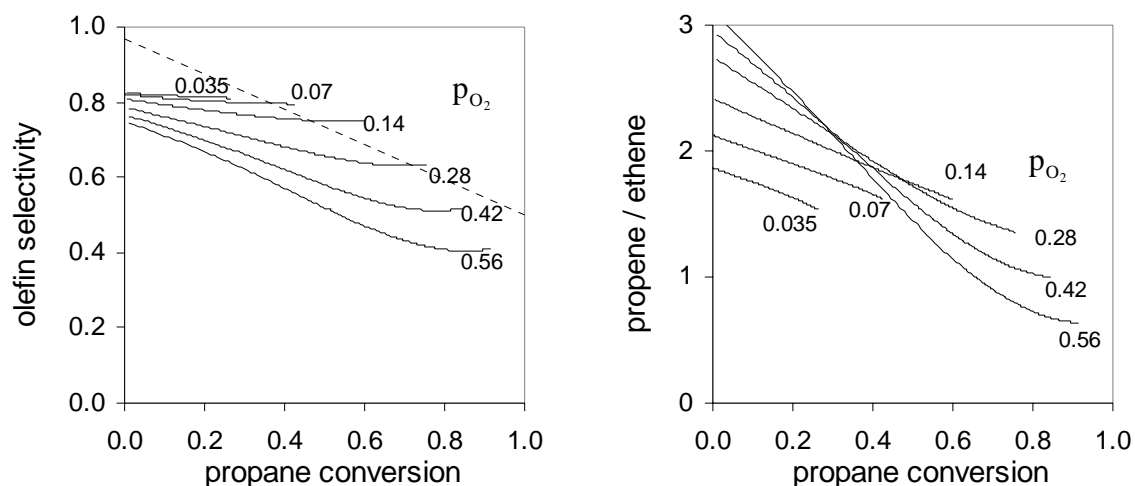 1.0
0.8
0.6
0.4
0.2
0.0
olefin selectivity
0.035
0.07
0.14
0.28
0.42
0.56
pO₂
0.0 0.2 0.4 0.6 0.8 1.0
propane conversion
3
2
1
0
propene / ethene
0.035
0.07
0.14
0.28
0.42
0.56
pO₂
0.0 0.2 0.4 0.6 0.8 1.0
propane conversion